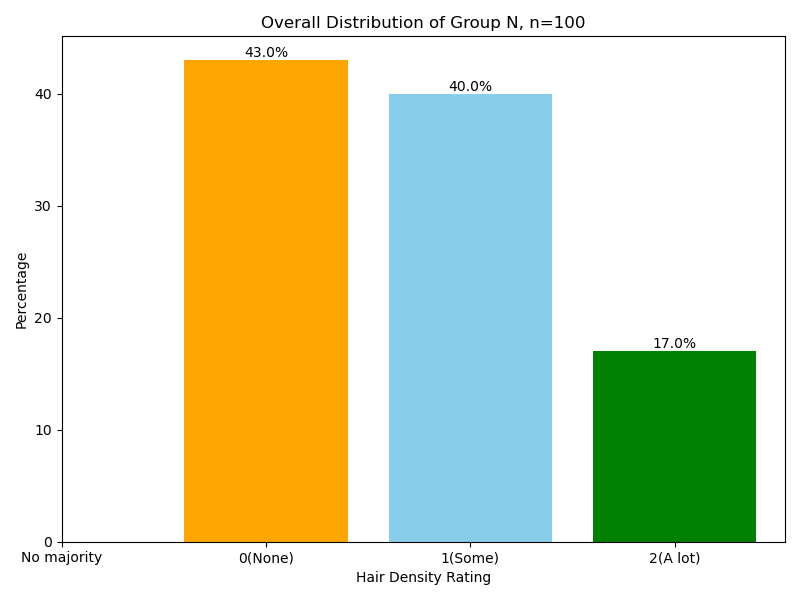 Overall Distribution of Group N, n=100
43.0%
40.0%
17.0%
Percentage
40
30
20
10
0
No majority
0(None)
1(Some)
2(A lot)
Hair Density Rating